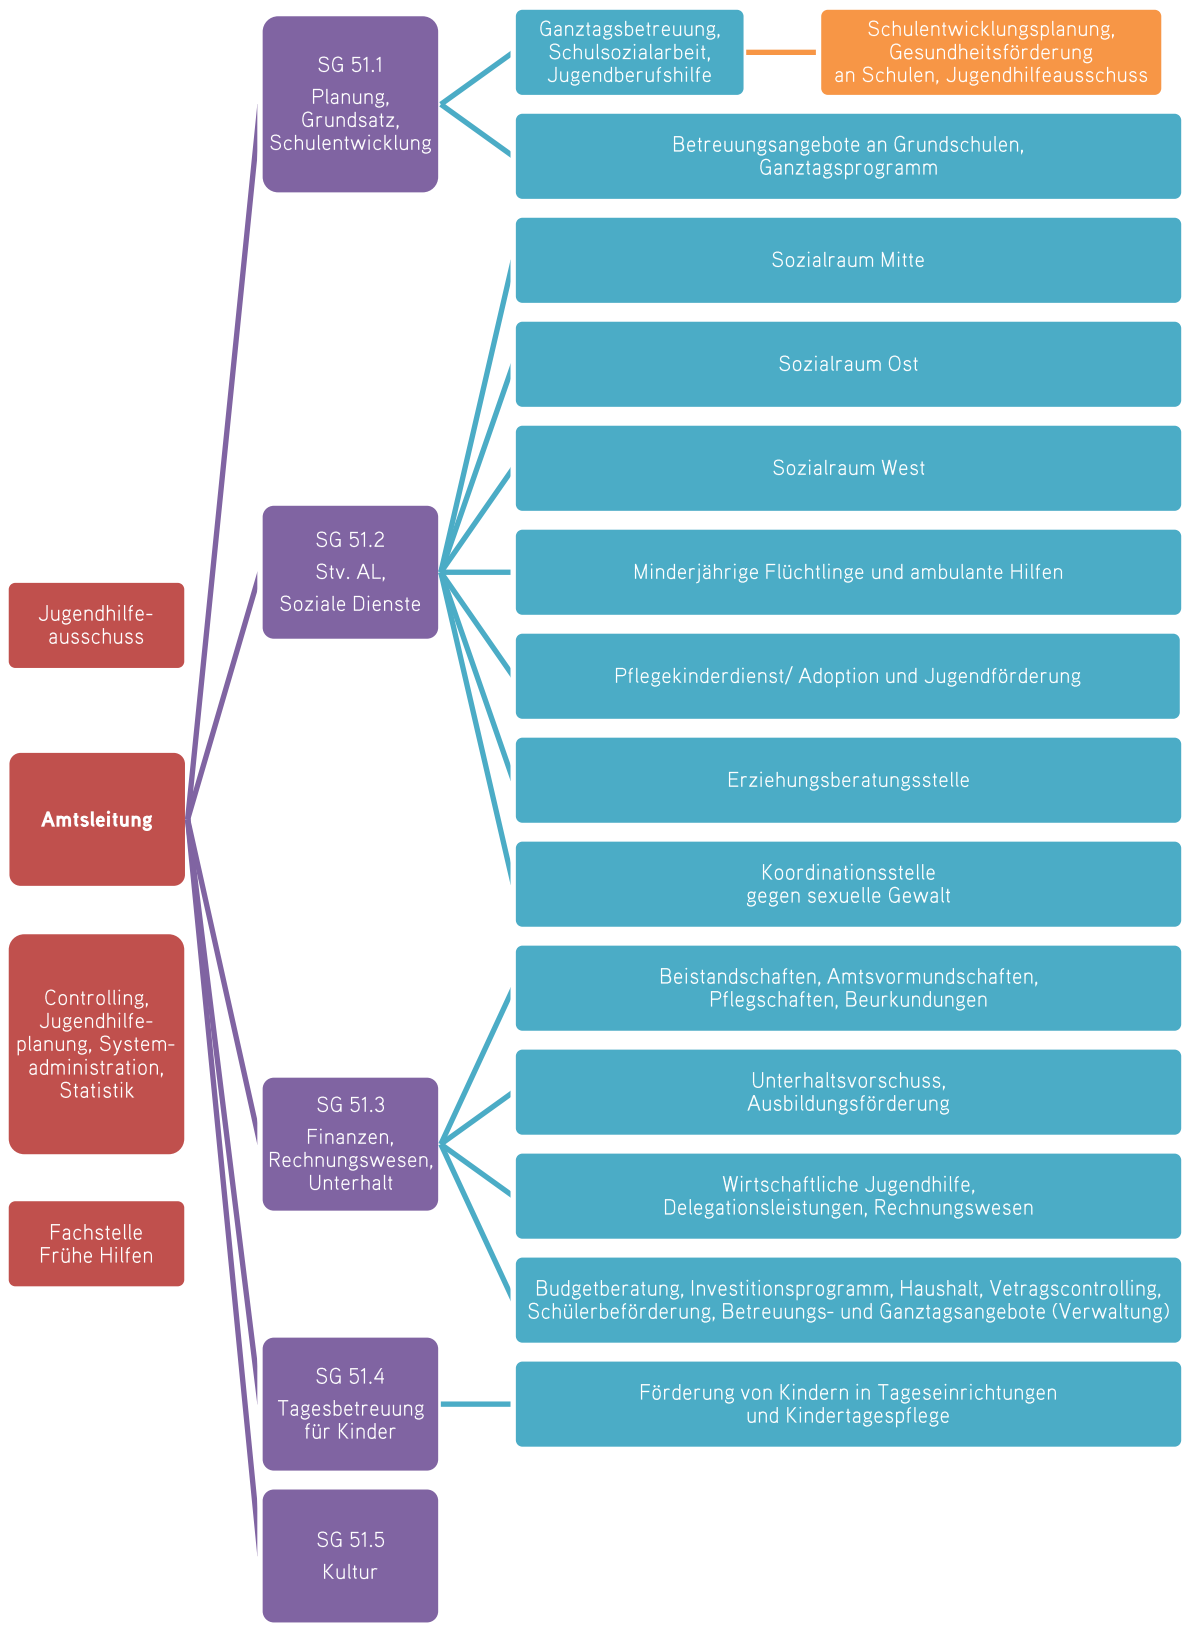 Jugendhilfe-
ausschuss
Amtsleitung
Controlling,
Jugendhilfe-
planung, System-
administration,
Statistik
Fachstelle
Frühe Hilfen
SG 51.1
Planung,
Grundsatz,
Schulentwicklung
Ganztagsbetreuung,
Schulsozialarbeit,
Jugendberufshilfe
Schulentwicklungsplanung,
Gesundheitsförderung
an Schulen, Jugendhilfeausschuss
Betreuungsangebote an Grundschulen,
Ganztagsprogramm
SG 51.2
Stv. AL,
Soziale Dienste
Sozialraum Mitte
Sozialraum Ost
Sozialraum West
Minderjährige Flüchtlinge und ambulante Hilfen
Pflegekinderdienst/ Adoption und Jugendförderung
Erziehungsberatungsstelle
Koordinationsstelle
gegen sexuelle Gewalt
SG 51.3
Finanzen,
Rechnungswesen,
Unterhalt
Beistandschaften, Amtsvormundschaften,
Pflegschaften, Beurkundungen
Unterhaltsvorschuss,
Ausbildungsförderung
Wirtschaftliche Jugendhilfe,
Delegationsleistungen, Rechnungswesen
Budgetberatung, Investitionsprogramm, Haushalt, Vetragscontrolling,
Schülerbeförderung, Betreuungs- und Ganztagsangebote (Verwaltung)
SG 51.4
Tagesbetreuung
für Kinder
Förderung von Kindern in Tageseinrichtungen
und Kindertagespflege
SG 51.5
Kultur